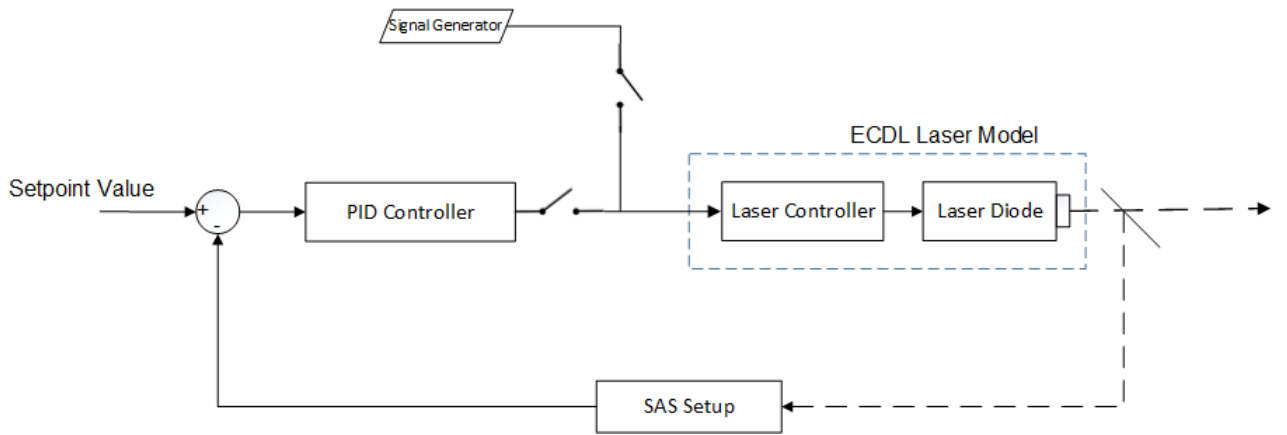 Signal Generator
ECDL Laser Model
Setpoint Value
+
-
PID Controller
Laser Controller
Laser Diode
SAS Setup